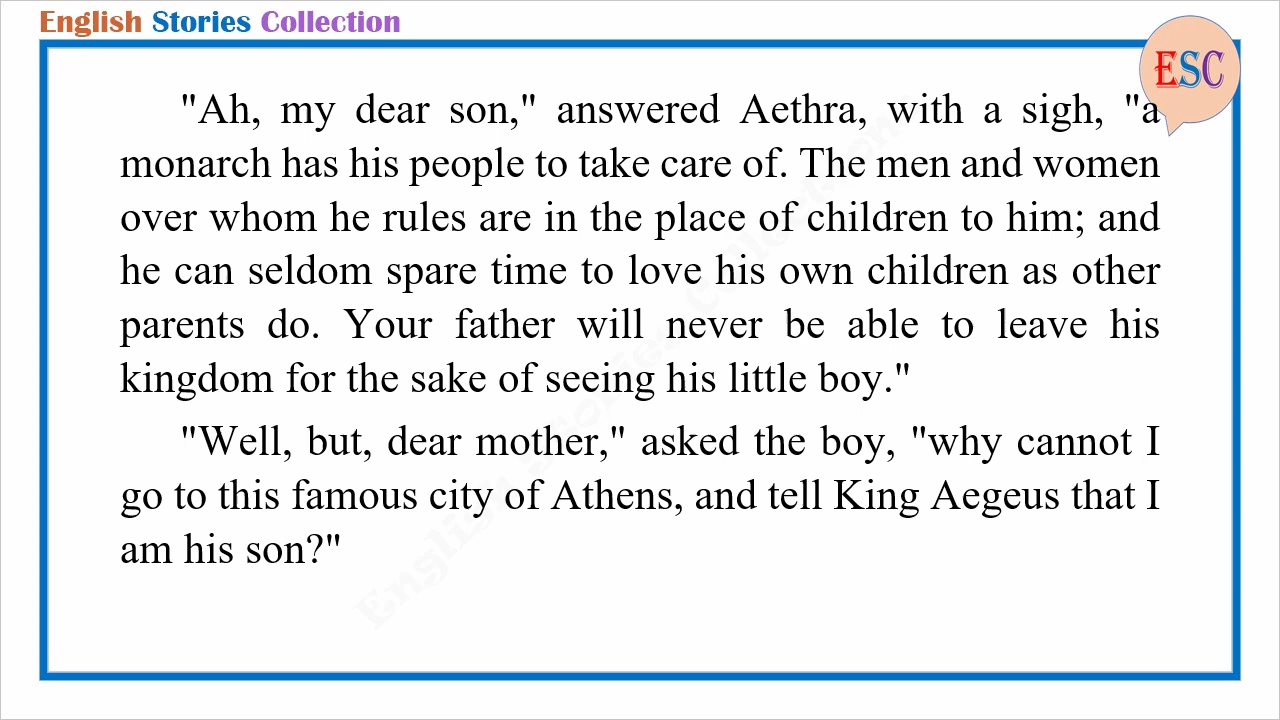 English Stories Collection
ESC
"Ah, my dear son," answered Aethra, with a sigh, "a
monarch has his people to take care of. The men and women
over whom he rules are in the place of children to him; and
he can seldom spare time to love his own children as other
parents do. Your father will never be able to leave his
kingdom for the sake of seeing his little boy."
"Well, but, dear mother," asked the boy, "why cannot I
go to this famous city of Athens, and tell King Aegeus that I
am his son?"
English Stories Collection